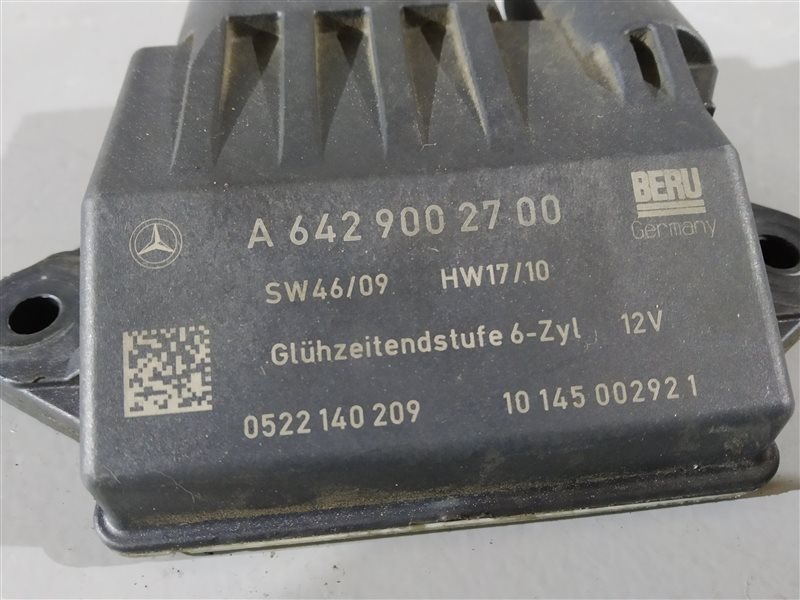 BERU
Germany
A 642 900 27 00
SW46/09 HW17/10
Glühzeitendstufe 6-Zyl 12V
0522 140 209 10 145 002921